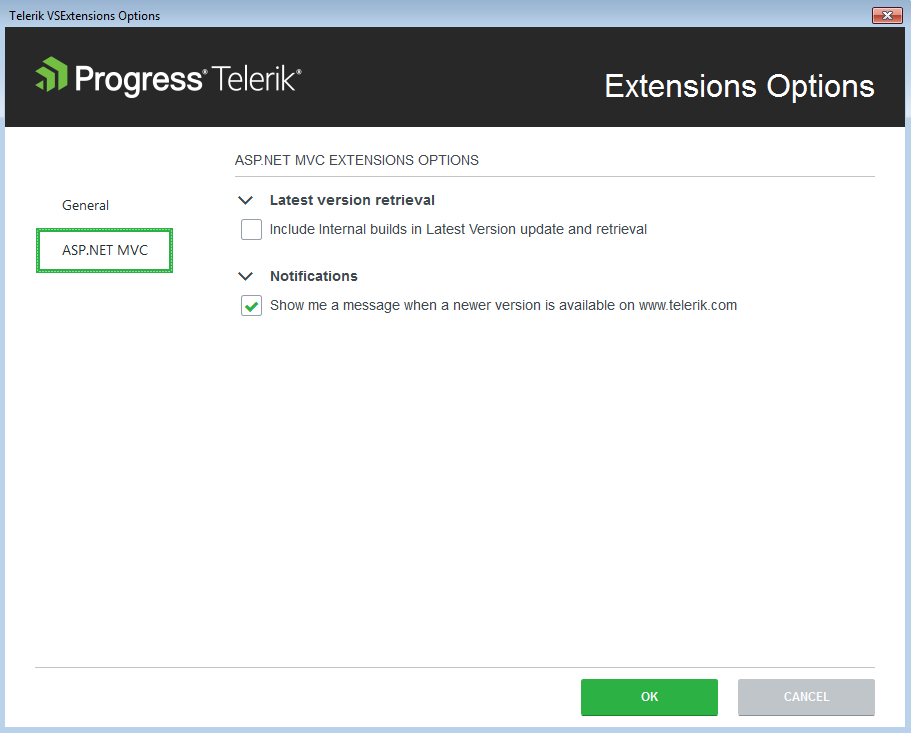 Telerik VSExtensions Options
Progress® Telerik®
Extensions Options
ASP.NET MVC EXTENSIONS OPTIONS
General
ASP.NET MVC
Latest version retrieval
Include Internal builds in Latest Version update and retrieval
Notifications
Show me a message when a newer version is available on www.telerik.com
OK
CANCEL